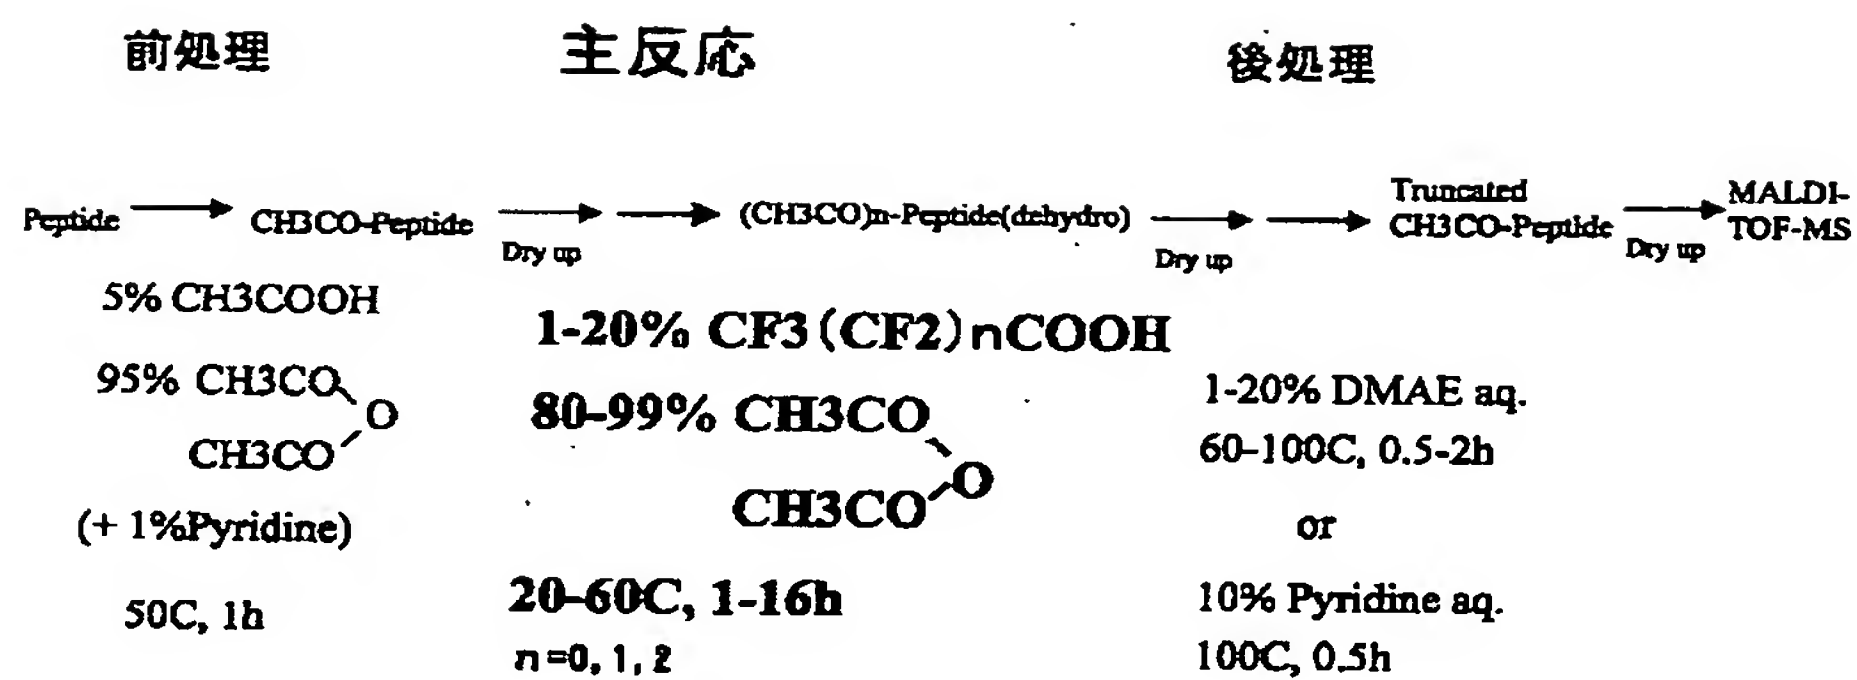 前処理
主反応
後処理
Peptide
CH3CO-Peptide
Dry up
(CH3CO)n-Peptide(dehydro)
Dry up
Truncated
CH3CO-Peptide
Dry up
MALDI-
TOF-MS
5% CH3COOH
95% CH3CO
O
CH3CO
(+ 1%Pyridine)
50C, 1h
1-20% CF3(CF2)nCOOH
80-99% CH3CO
O
CH3CO
20-60C, 1-16h
n=0, 1, 2
1-20% DMAE aq.
60-100C, 0.5-2h
or
10% Pyridine aq.
100C, 0.5h